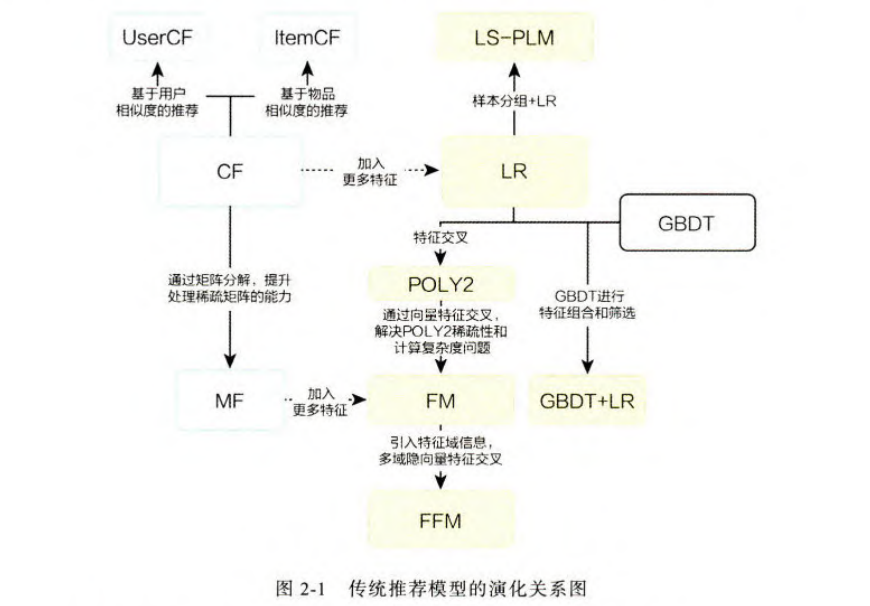 UserCF
ItemCF
LS-PLM
基于用户
相似度的推荐
基于物品
相似度的推荐
样本分组+LR
CF
加入
更多特征
LR
GBDT
特征交叉
通过矩阵分解，提升
处理稀疏矩阵的能力
POLY2
GBDT进行
特征组合和筛选
通过向量特征交叉，
解决POLY2稀疏性和
计算复杂度问题
MF
加入
更多特征
FM
GBDT+LR
引入特征域信息，
多域隐向量特征交叉
FFM
图 2-1 传统推荐模型的演化关系图